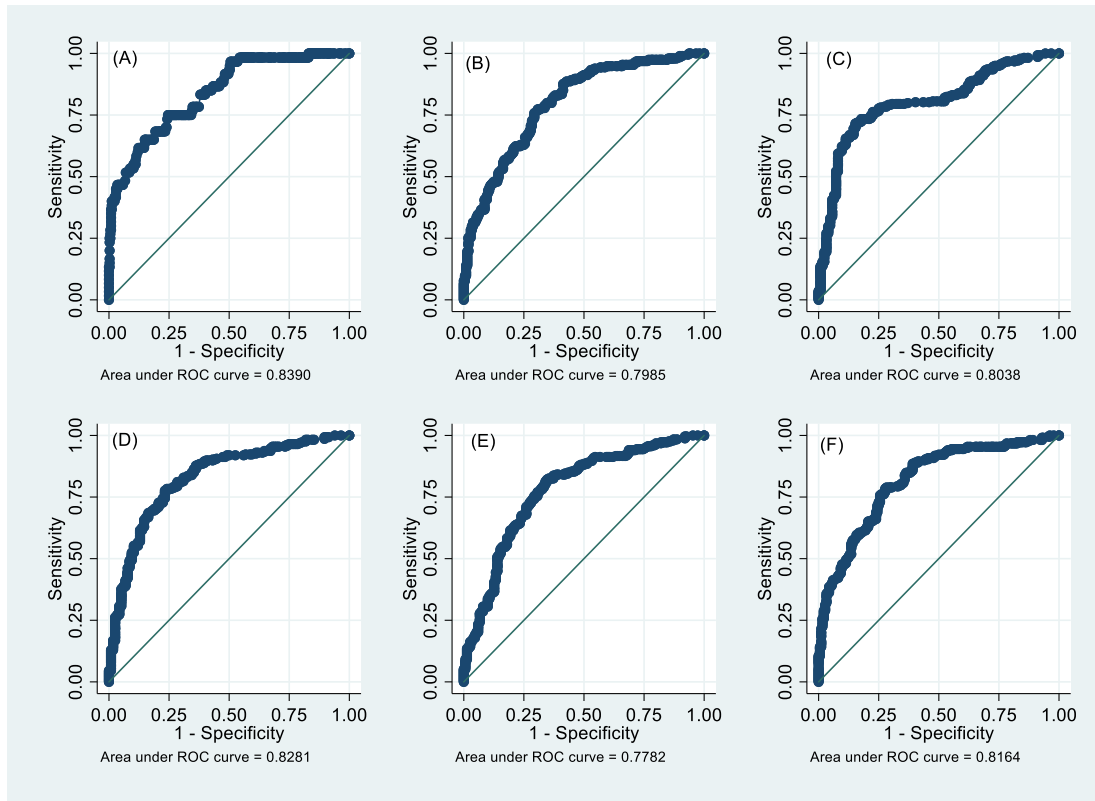 (A)
Sensitivity
0.00 0.25 0.50 0.75 1.00
0.00 0.25 0.50 0.75 1.00
1 - Specificity
Area under ROC curve = 0.8390
(B)
Sensitivity
0.00 0.25 0.50 0.75 1.00
0.00 0.25 0.50 0.75 1.00
1 - Specificity
Area under ROC curve = 0.7985
(C)
Sensitivity
0.00 0.25 0.50 0.75 1.00
0.00 0.25 0.50 0.75 1.00
1 - Specificity
Area under ROC curve = 0.8038
(D)
Sensitivity
0.00 0.25 0.50 0.75 1.00
0.00 0.25 0.50 0.75 1.00
1 - Specificity
Area under ROC curve = 0.8281
(E)
Sensitivity
0.00 0.25 0.50 0.75 1.00
0.00 0.25 0.50 0.75 1.00
1 - Specificity
Area under ROC curve = 0.7782
(F)
Sensitivity
0.00 0.25 0.50 0.75 1.00
0.00 0.25 0.50 0.75 1.00
1 - Specificity
Area under ROC curve = 0.8164